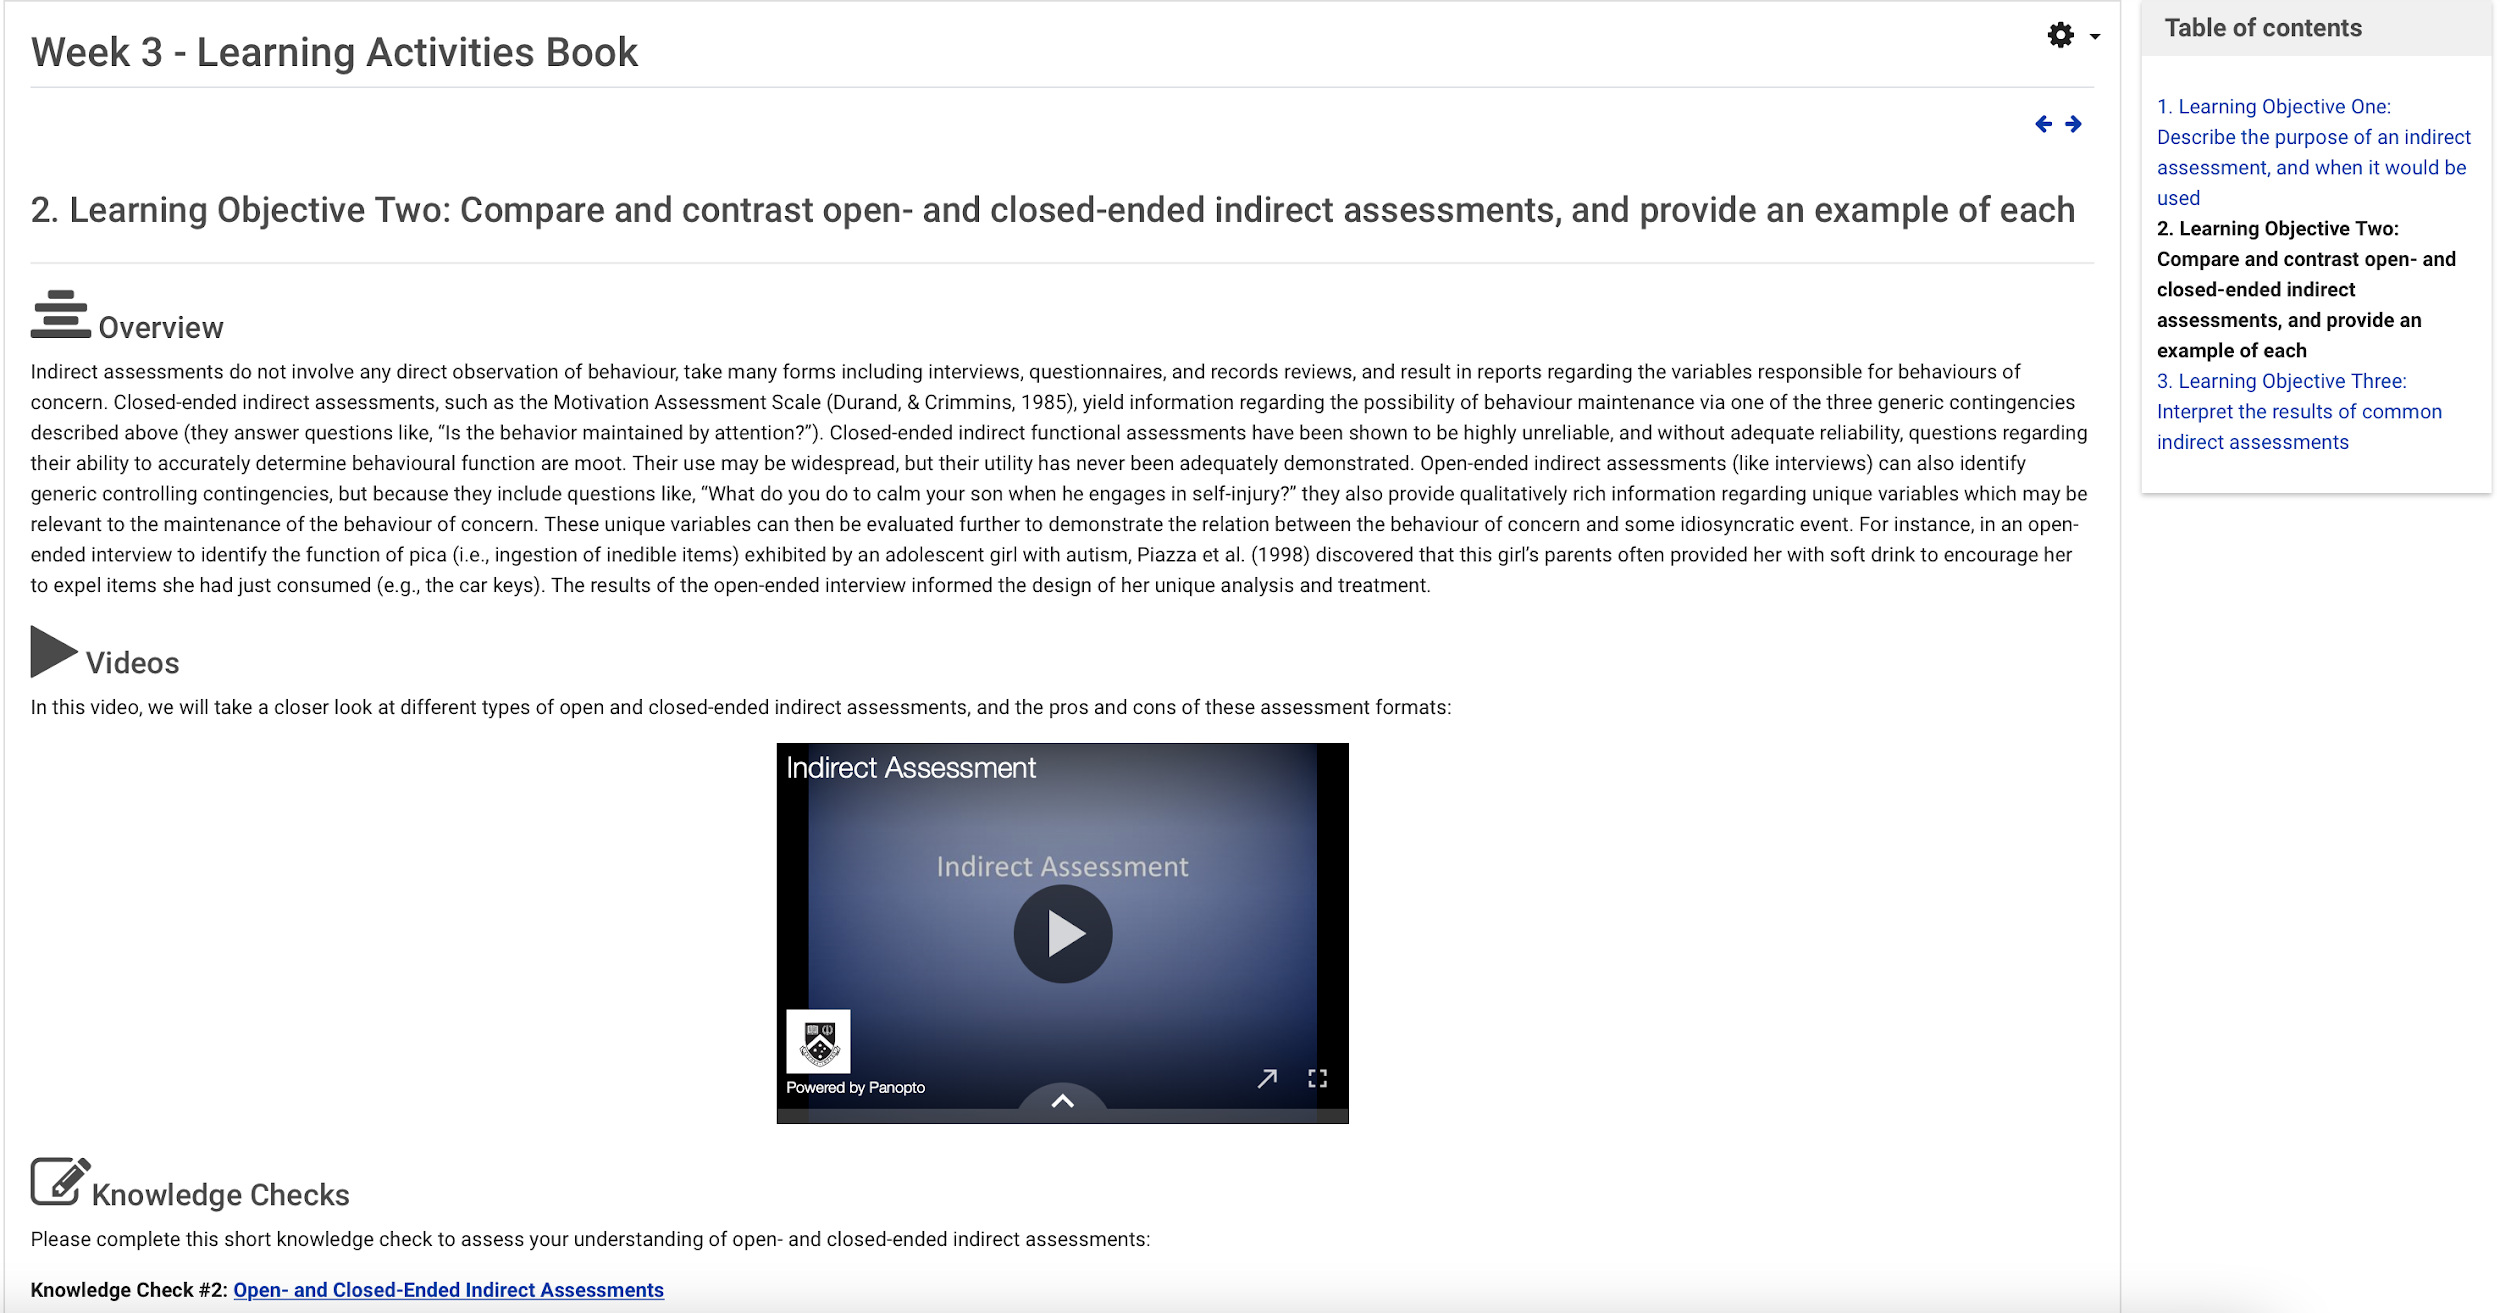 Week 3 - Learning Activities Book
2. Learning Objective Two: Compare and contrast open- and closed-ended indirect assessments, and provide an example of each
Overview
Indirect assessments do not involve any direct observation of behaviour, take many forms including interviews, questionnaires, and records reviews, and result in reports regarding the variables responsible for behaviours of
concern. Closed-ended indirect assessments, such as the Motivation Assessment Scale (Durand, & Crimmins, 1985), yield information regarding the possibility of behaviour maintenance via one of the three generic contingencies
described above (they answer questions like, “Is the behavior maintained by attention?”). Closed-ended indirect functional assessments have been shown to be highly unreliable, and without adequate reliability, questions regarding
their ability to accurately determine behavioural function are moot. Their use may be widespread, but their utility has never been adequately demonstrated. Open-ended indirect assessments (like interviews) can also identify
generic controlling contingencies, but because they include questions like, “What do you do to calm your son when he engages in self-injury?” they also provide qualitatively rich information regarding unique variables which may be
relevant to the maintenance of the behaviour of concern. These unique variables can then be evaluated further to demonstrate the relation between the behaviour of concern and some idiosyncratic event. For instance, in an open-
ended interview to identify the function of pica (i.e., ingestion of inedible items) exhibited by an adolescent girl with autism, Piazza et al. (1998) discovered that this girl’s parents often provided her with soft drink to encourage her
to expel items she had just consumed (e.g., the car keys). The results of the open-ended interview informed the design of her unique analysis and treatment.
Videos
In this video, we will take a closer look at different types of open and closed-ended indirect assessments, and the pros and cons of these assessment formats:
Indirect Assessment
Indirect Assessment
Powered by Panopto
Knowledge Checks
Please complete this short knowledge check to assess your understanding of open- and closed-ended indirect assessments:
Knowledge Check #2: Open- and Closed-Ended Indirect Assessments
Table of contents
1. Learning Objective One:
Describe the purpose of an indirect
assessment, and when it would be
used
2. Learning Objective Two:
Compare and contrast open- and
closed-ended indirect
assessments, and provide an
example of each
3. Learning Objective Three:
Interpret the results of common
indirect assessments